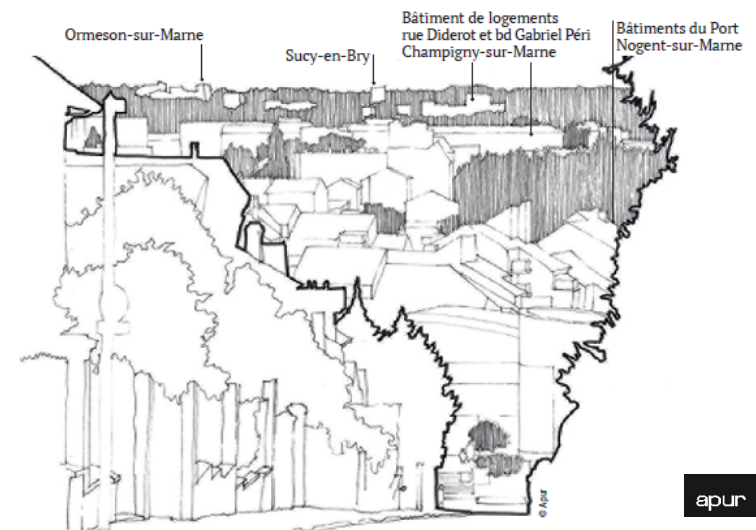 Ormeson-sur-Marne
Sucy-en-Bry
Bâtiment de logements
rue Diderot et bd Gabriel Péri
Champigny-sur-Marne
Bâtiments du Port
Nogent-sur-Marne
© Apur
apur